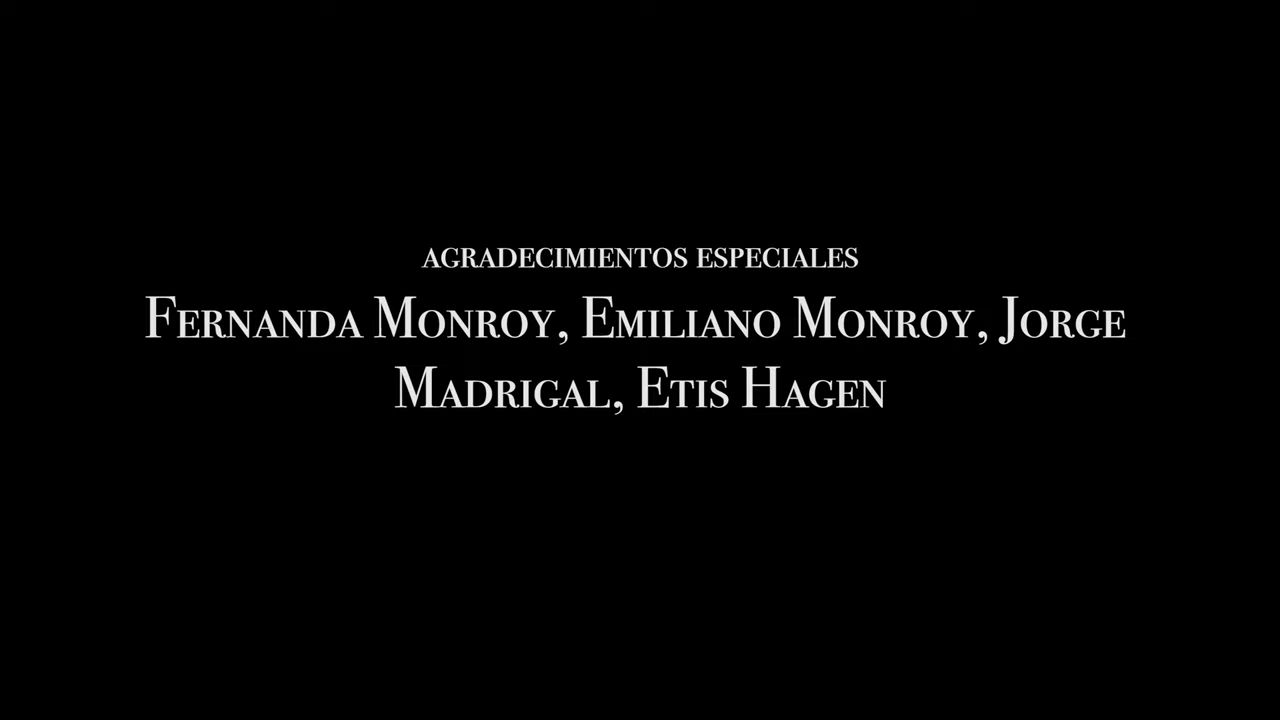 AGRADECIMIENTOS ESPECIALES
FERNANDA MONROY, EMILIANO MONROY, JORGE
MADRIGAL, ETIS HAGEN